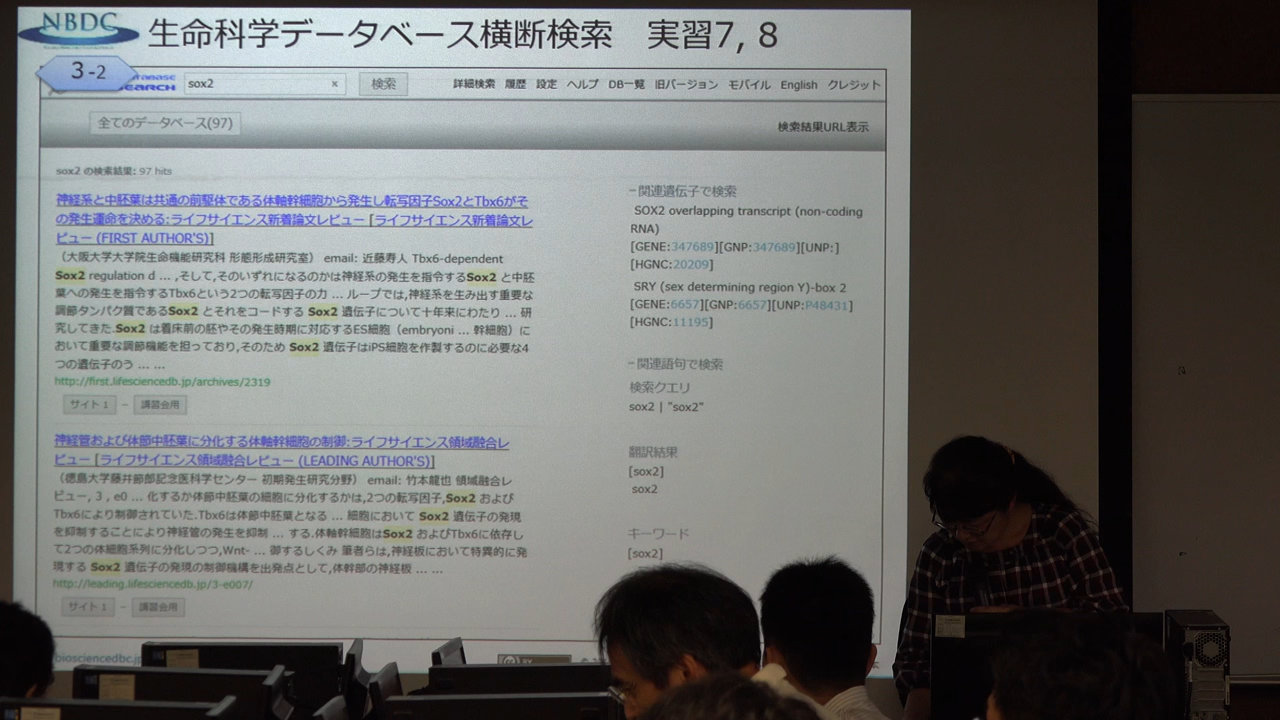 NBDC
生命科学データベース横断検索　実習7, 8
3-2
sox2
×
検索
詳細検索 履歴 設定 ヘルプ DB一覧 旧バージョン モバイル English クレジット
全てのデータベース(97)
検索結果URL表示
sox2 の検索結果: 97 hits
神経系と中胚葉は共通の前駆体である体軸幹細胞から発生し転写因子Sox2とTbx6がそ
の発生運命を決める:ライフサイエンス新着論文レビュー [ライフサイエンス新着論文レ
ビュー (FIRST AUTHOR'S)]
（大阪大学大学院生命機能研究科 形態形成研究室） email: 近藤寿人 Tbx6-dependent
Sox2 regulation d ... ,そして,そのいずれになるのかは神経系の発生を指令するSox2 と中胚
葉への発生を指令するTbx6という2つの転写因子の力 ... ループでは,神経系を生み出す重要な
調節タンパク質であるSox2 とそれをコードする Sox2 遺伝子について十年来にわたり ... 研
究してきた.Sox2 は着床前の胚やその発生時期に対応するES細胞（embryoni ... 幹細胞）に
おいて重要な調節機能を担っており,そのため Sox2 遺伝子はiPS細胞を作製するのに必要な4
つの遺伝子のう ... ...
http://first.lifesciencedb.jp/archives/2319
サイト 1 － 講習会用
神経管および体節中胚葉に分化する体軸幹細胞の制御:ライフサイエンス領域融合レ
ビュー [ライフサイエンス領域融合レビュー (LEADING AUTHOR'S)]
（徳島大学藤井節郎記念医科学センター 初期発生研究分野） email: 竹本龍也 領域融合レ
ビュー, 3 , e0 ... 化するか体節中胚葉の細胞に分化するかは,2つの転写因子,Sox2 および
Tbx6により制御されていた.Tbx6は体節中胚葉となる ... 細胞において Sox2 遺伝子の発現
を抑制することにより神経管の発生を抑制 ... する.体軸幹細胞はSox2 およびTbx6に依存し
て2つの体細胞系列に分化しつつ,Wnt- ... 御するしくみ 筆者らは,神経板において特異的に発
現する Sox2 遺伝子の発現の制御機構を出発点として,体幹部の神経板 ... ...
http://leading.lifesciencedb.jp/3-e007/
サイト 1 － 講習会用
－関連遺伝子で検索
SOX2 overlapping transcript (non-coding
RNA)
[GENE:347689][GNP:347689][UNP:]
[HGNC:20209]
SRY (sex determining region Y)-box 2
[GENE:6657][GNP:6657][UNP:P48431]
[HGNC:11195]
－関連語句で検索
検索クエリ
sox2 | "sox2"
翻訳結果
[sox2]
sox2
キーワード
[sox2]
biosciencedbc.jp